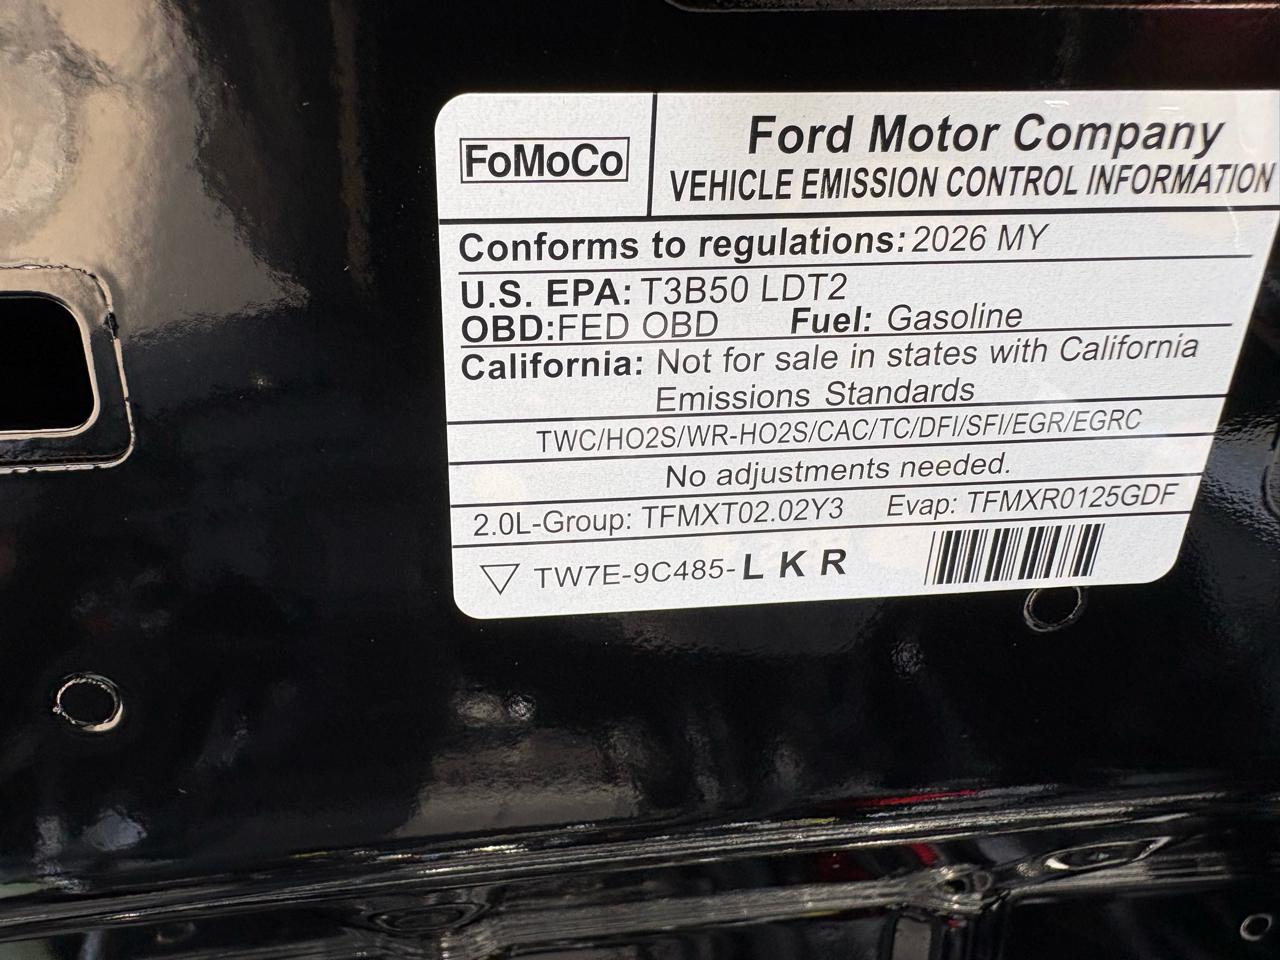 FoMoCo
Ford Motor Company
VEHICLE EMISSION CONTROL INFORMATION
Conforms to regulations: 2026 MY
U.S. EPA: T3B50 LDT2
OBD:FED OBD Fuel: Gasoline
California: Not for sale in states with California
Emissions Standards
TWC/HO2S/WR-HO2S/CAC/TC/DFI/SFI/EGR/EGRC
No adjustments needed.
2.0L-Group: TFMXT02.02Y3 Evap: TFMXR0125GDF
TW7E-9C485-LKR